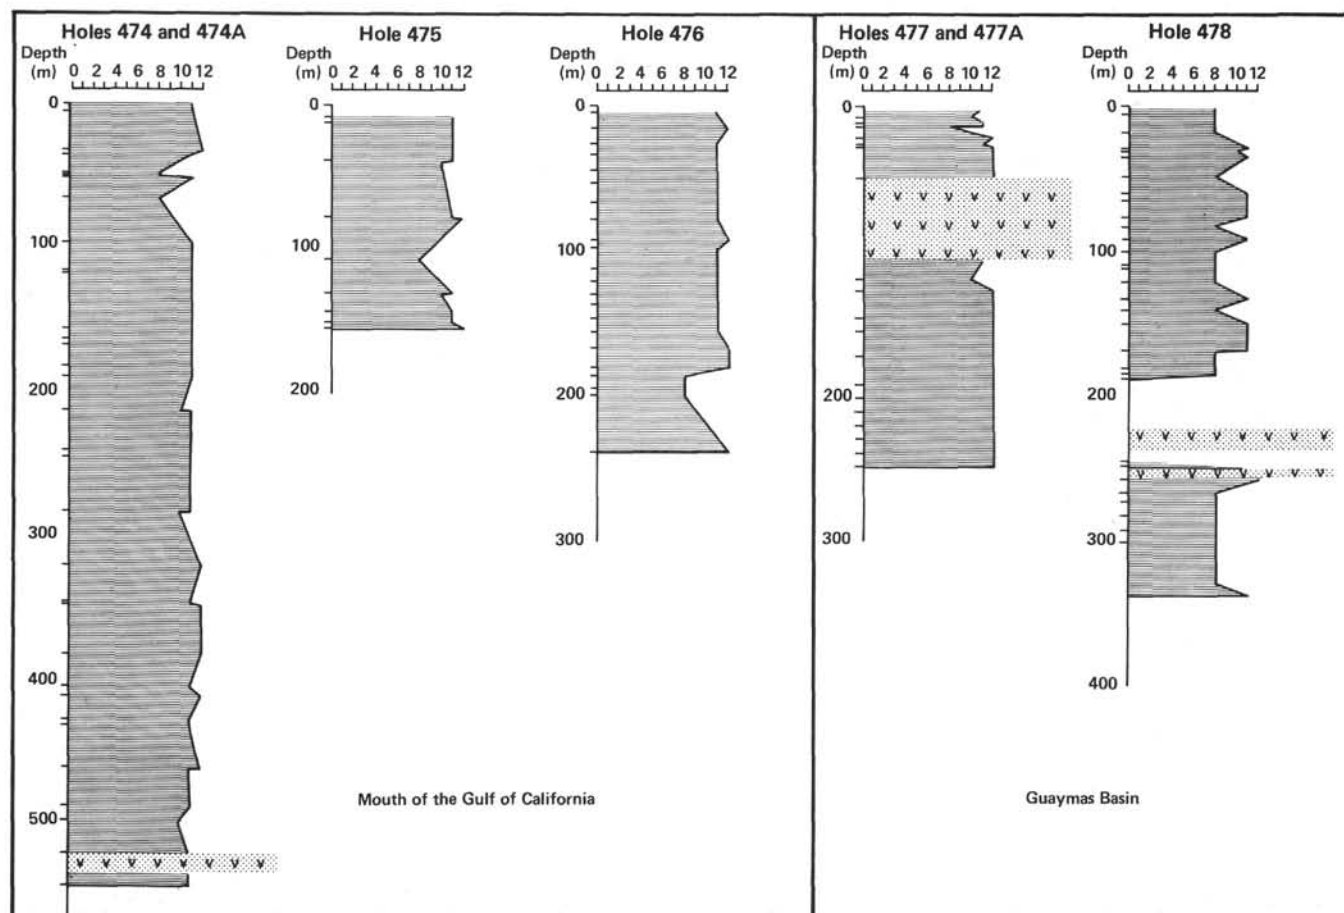 Holes 474 and 474A
Depth
(m) 0 2 4 6 8 10 12
0
100
200
300
400
500
v v v v v v v v
Hole 475
Depth
(m) 0 2 4 6 8 10 12
0
100
200
Hole 476
Depth
(m) 0 2 4 6 8 10 12
0
100
200
300
Mouth of the Gulf of California
Holes 477 and 477A
Depth
(m) 0 2 4 6 8 10 12
0
v v v v v v v v
v v v v v v v v
v v v v v v v v
200
300
Hole 478
Depth
(m) 0 2 4 6 8 10 12
0
100
200
v v v v v v v v
v v v v v v v v
300
400
Guaymas Basin